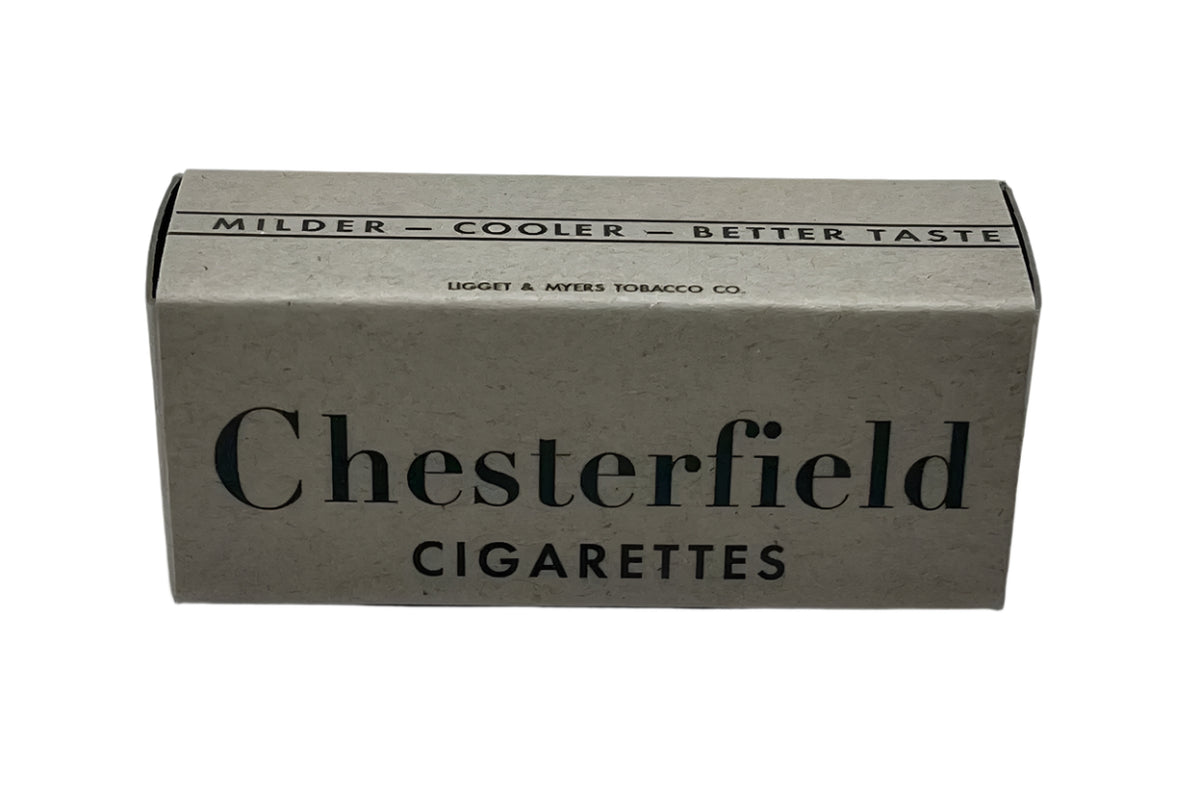 MILDER — COOLER — BETTER TASTE
LIGGET & MYERS TOBACCO CO.
Chesterfield
CIGARETTES